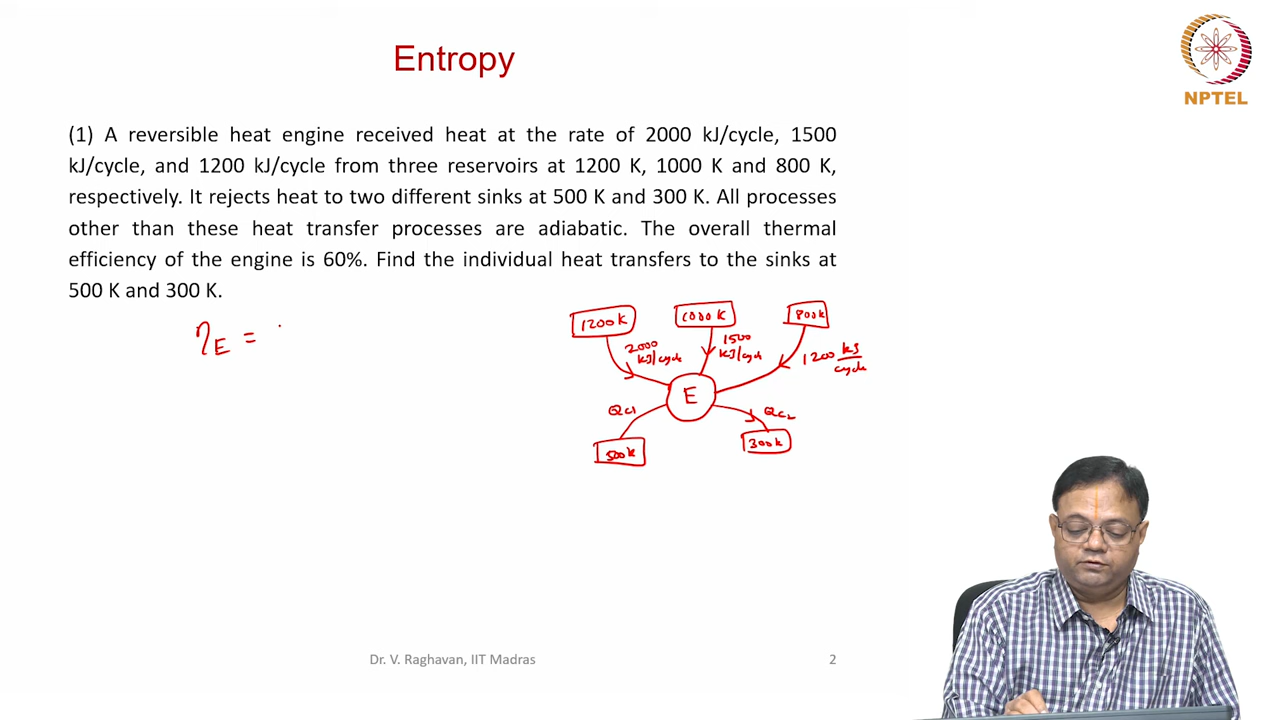 Entropy
NPTEL
(1) A reversible heat engine received heat at the rate of 2000 kJ/cycle, 1500
kJ/cycle, and 1200 kJ/cycle from three reservoirs at 1200 K, 1000 K and 800 K,
respectively. It rejects heat to two different sinks at 500 K and 300 K. All processes
other than these heat transfer processes are adiabatic. The overall thermal
efficiency of the engine is 60%. Find the individual heat transfers to the sinks at
500 K and 300 K.
ηE =
1200K
1000K
800K
2000
KJ/cycle
1500
KJ/cycle
1200 KJ/cycle
E
QC1
QC2
500K
300K
Dr. V. Raghavan, IIT Madras
2